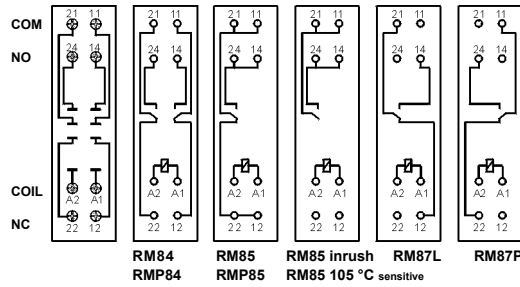 21 11 21 11 21 11 21 11 21 11 21 11
COM
NO
24 14 24 14 24 14 24 14 24 14 24 14
COIL
A2 A1 A2 A1 A2 A1 A2 A1 A2 A1 A2 A1
NC
22 12 22 12 22 12 22 12 22 12 22 12
RM84 RM85 RM85 inrush RM87L RM87P
RMP84 RMP85 RM85 105 °C sensitive